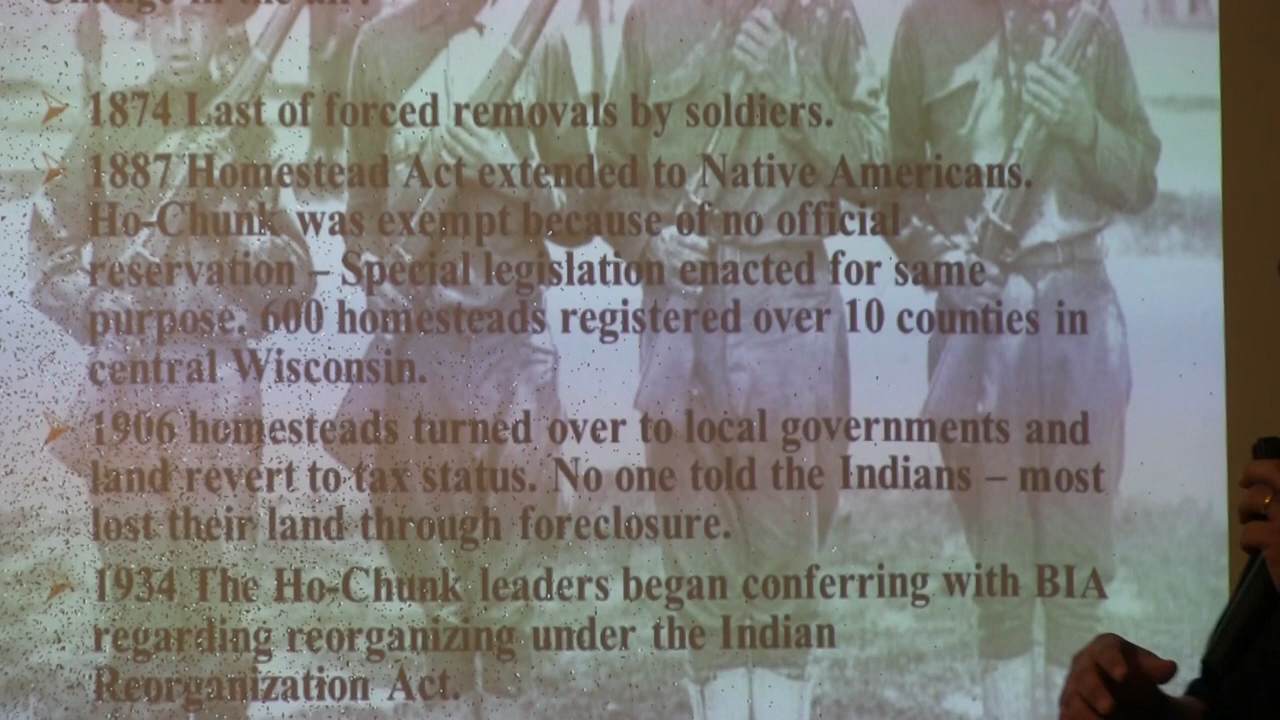 Change in the air?
1874 Last of forced removals by soldiers.
1887 Homestead Act extended to Native Americans.
Ho-Chunk was exempt because of no official
reservation – Special legislation enacted for same
purpose. 600 homesteads registered over 10 counties in
central Wisconsin.
1906 homesteads turned over to local governments and
land revert to tax status. No one told the Indians – most
lost their land through foreclosure.
1934 The Ho-Chunk leaders began conferring with BIA
regarding reorganizing under the Indian
Reorganization Act.